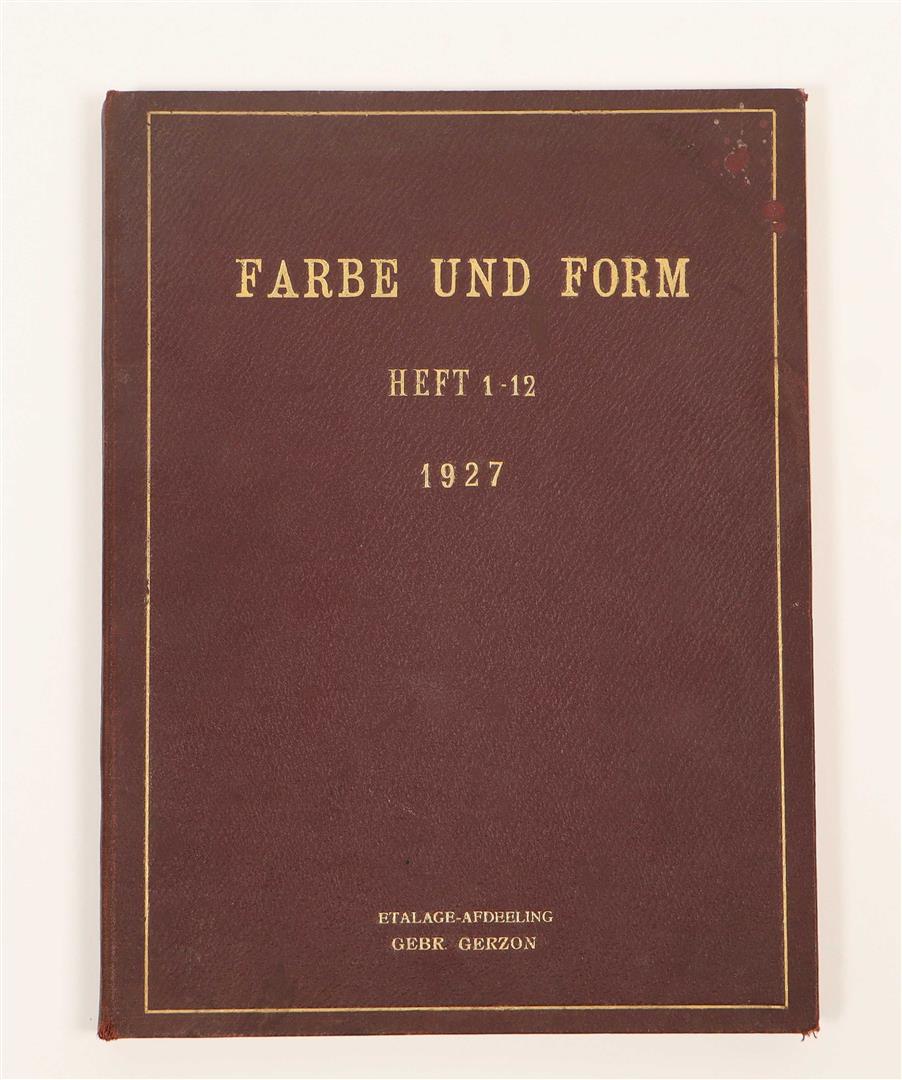 FARBE UND FORM
HEFT 1-12
1927
ETALAGE-AFDEELING
GEBR. GERZON